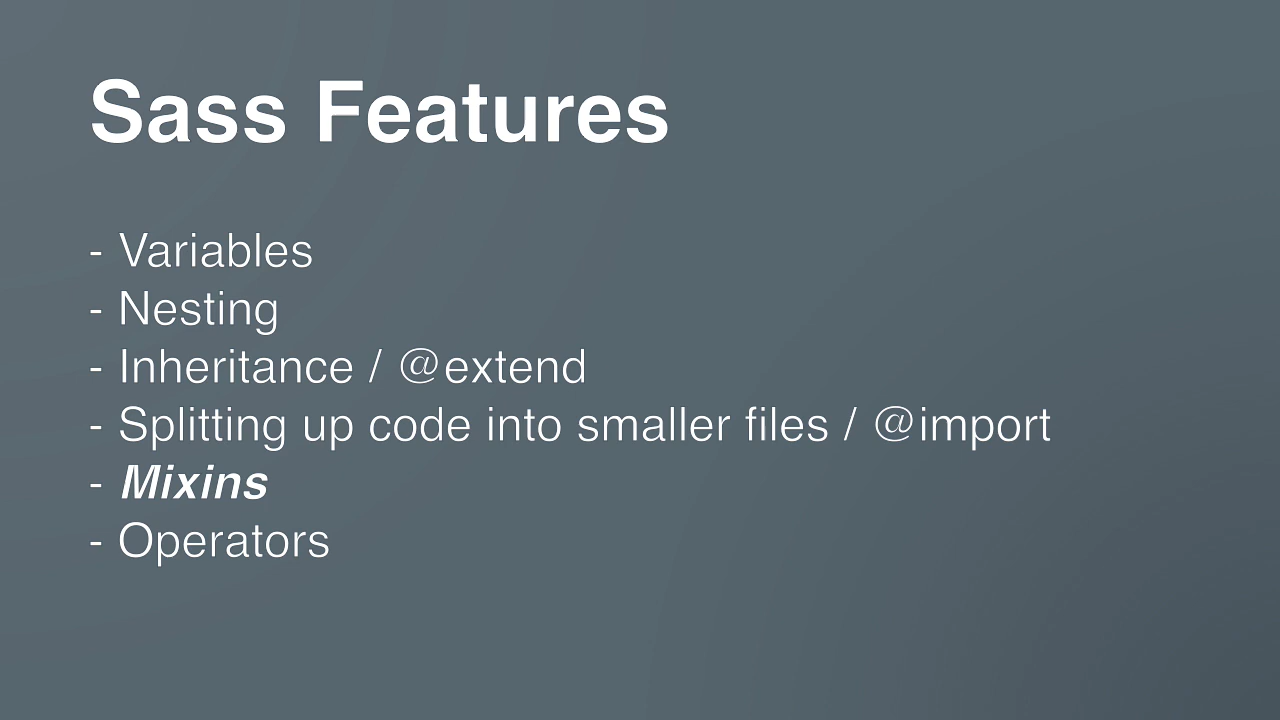 Sass Features
- Variables
- Nesting
- Inheritance / @extend
- Splitting up code into smaller files / @import
- Mixins
- Operators